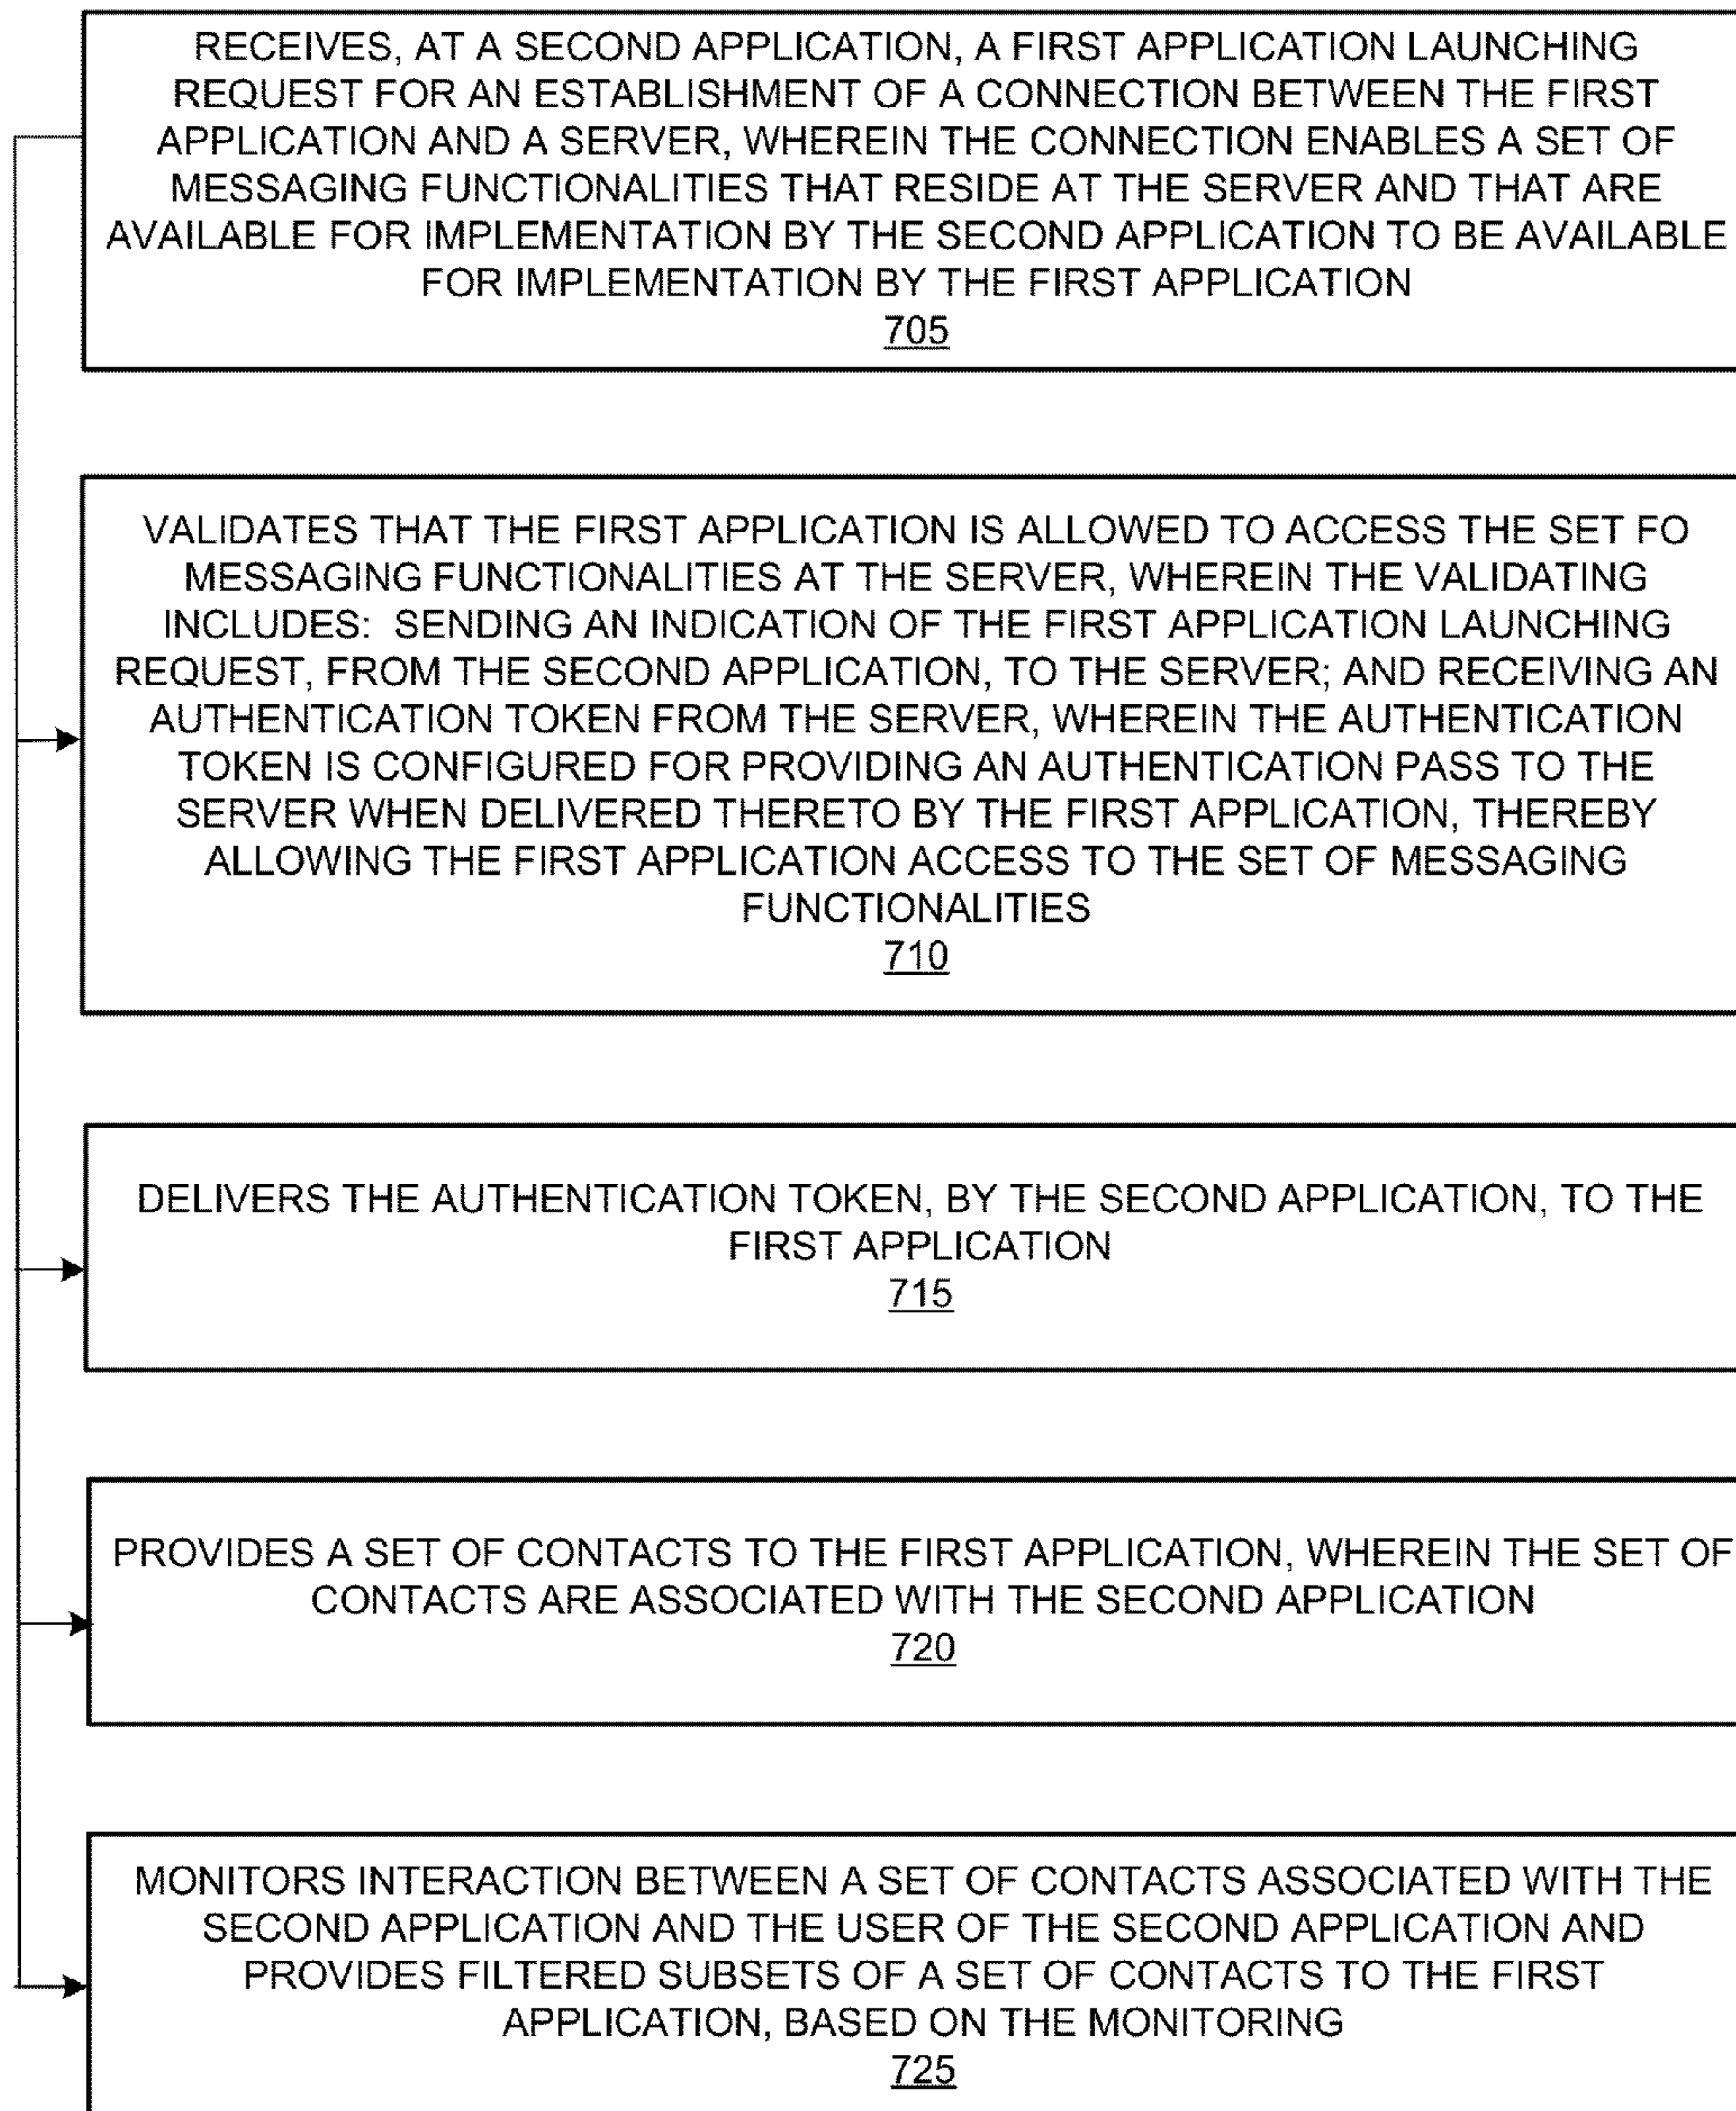 RECEIVES, AT A SECOND APPLICATION, A FIRST APPLICATION LAUNCHING
REQUEST FOR AN ESTABLISHMENT OF A CONNECTION BETWEEN THE FIRST
APPLICATION AND A SERVER, WHEREIN THE CONNECTION ENABLES A SET OF
MESSAGING FUNCTIONALITIES THAT RESIDE AT THE SERVER AND THAT ARE
AVAILABLE FOR IMPLEMENTATION BY THE SECOND APPLICATION TO BE AVAILABLE
FOR IMPLEMENTATION BY THE FIRST APPLICATION
705
VALIDATES THAT THE FIRST APPLICATION IS ALLOWED TO ACCESS THE SET FO
MESSAGING FUNCTIONALITIES AT THE SERVER, WHEREIN THE VALIDATING
INCLUDES: SENDING AN INDICATION OF THE FIRST APPLICATION LAUNCHING
REQUEST, FROM THE SECOND APPLICATION, TO THE SERVER; AND RECEIVING AN
AUTHENTICATION TOKEN FROM THE SERVER, WHEREIN THE AUTHENTICATION
TOKEN IS CONFIGURED FOR PROVIDING AN AUTHENTICATION PASS TO THE
SERVER WHEN DELIVERED THERETO BY THE FIRST APPLICATION, THEREBY
ALLOWING THE FIRST APPLICATION ACCESS TO THE SET OF MESSAGING
FUNCTIONALITIES
710
DELIVERS THE AUTHENTICATION TOKEN, BY THE SECOND APPLICATION, TO THE
FIRST APPLICATION
715
PROVIDES A SET OF CONTACTS TO THE FIRST APPLICATION, WHEREIN THE SET OF
CONTACTS ARE ASSOCIATED WITH THE SECOND APPLICATION
720
MONITORS INTERACTION BETWEEN A SET OF CONTACTS ASSOCIATED WITH THE
SECOND APPLICATION AND THE USER OF THE SECOND APPLICATION AND
PROVIDES FILTERED SUBSETS OF A SET OF CONTACTS TO THE FIRST
APPLICATION, BASED ON THE MONITORING
725